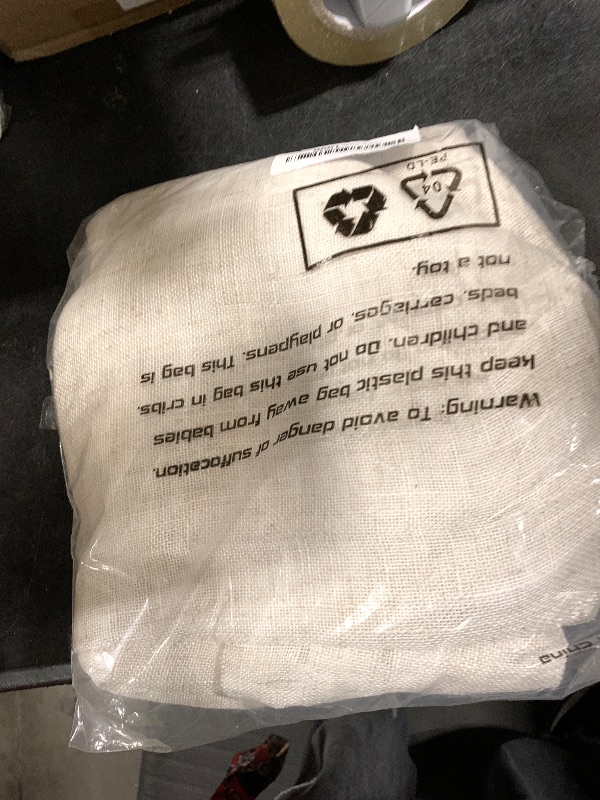 Warning: To avoid danger of suffocation.
keep this plastic bag away from babies
and children. Do not use this bag in cribs,
beds, carriages, or playpens. This bag is
not a toy.
04
PE-LD
China